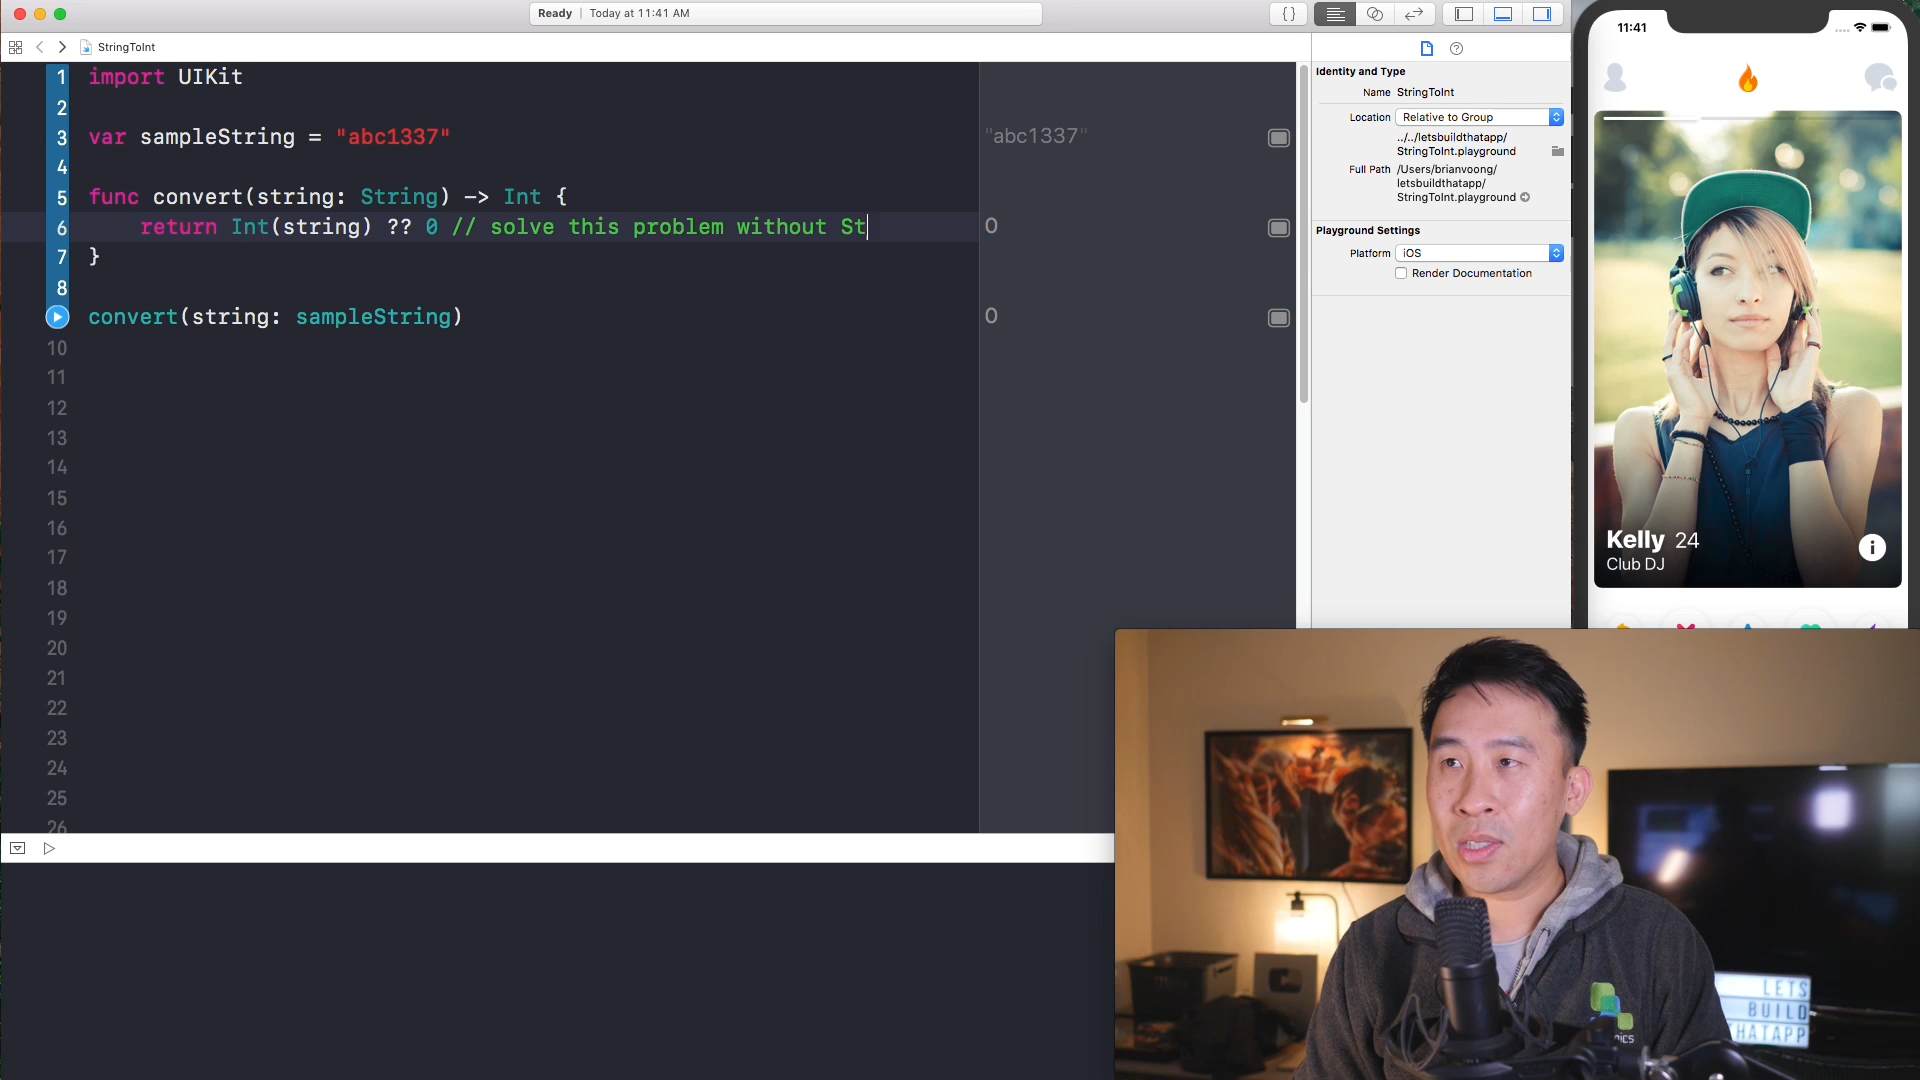 Ready | Today at 11:41 AM
{}
StringToInt
1 import UIKit
2
3 var sampleString = "abc1337"
"abc1337"
4
5 func convert(string: String) -> Int {
6 return Int(string) ?? 0 // solve this problem without St
0
7 }
8
convert(string: sampleString)
0
10
11
12
13
14
15
16
17
18
19
20
21
22
23
24
25
26
Identity and Type
Name StringToInt
Location Relative to Group
../../letsbuildthatapp/
StringToInt.playground
Full Path /Users/brianvoong/
letsbuildthatapp/
StringToInt.playground
Playground Settings
Platform iOS
Render Documentation
11:41
Kelly 24
Club DJ
i
LETS
BUILD
THATAPP